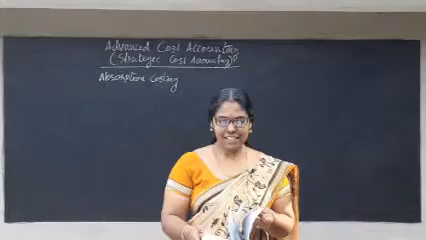 Advanced Cost Accounting
(Strategic Cost Accounting)
Absorption Costing